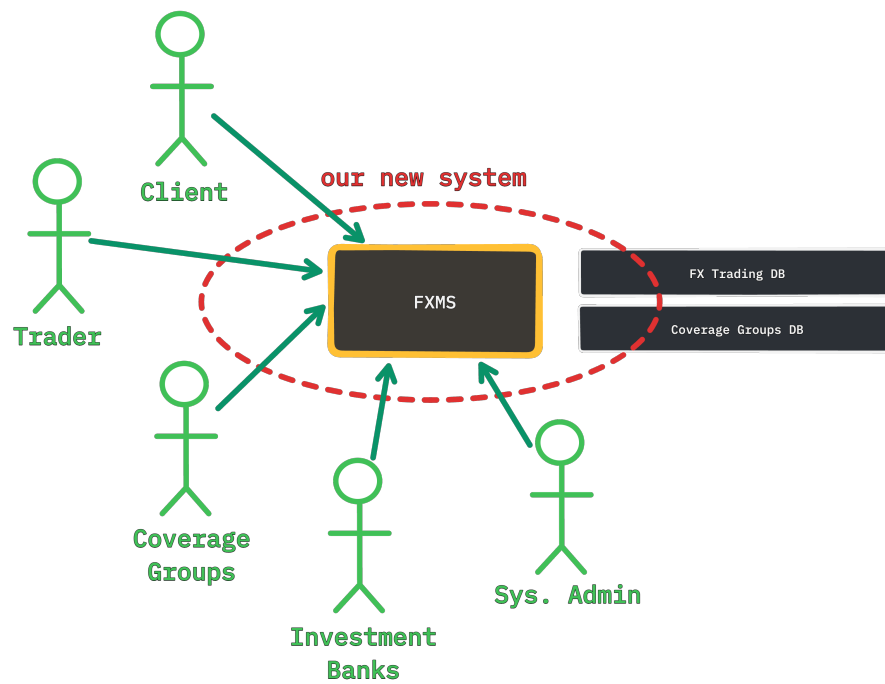 Client
our new system
FX Trading DB
FXMS
Coverage Groups DB
Trader
Coverage
Groups
Sys. Admin
Investment
Banks